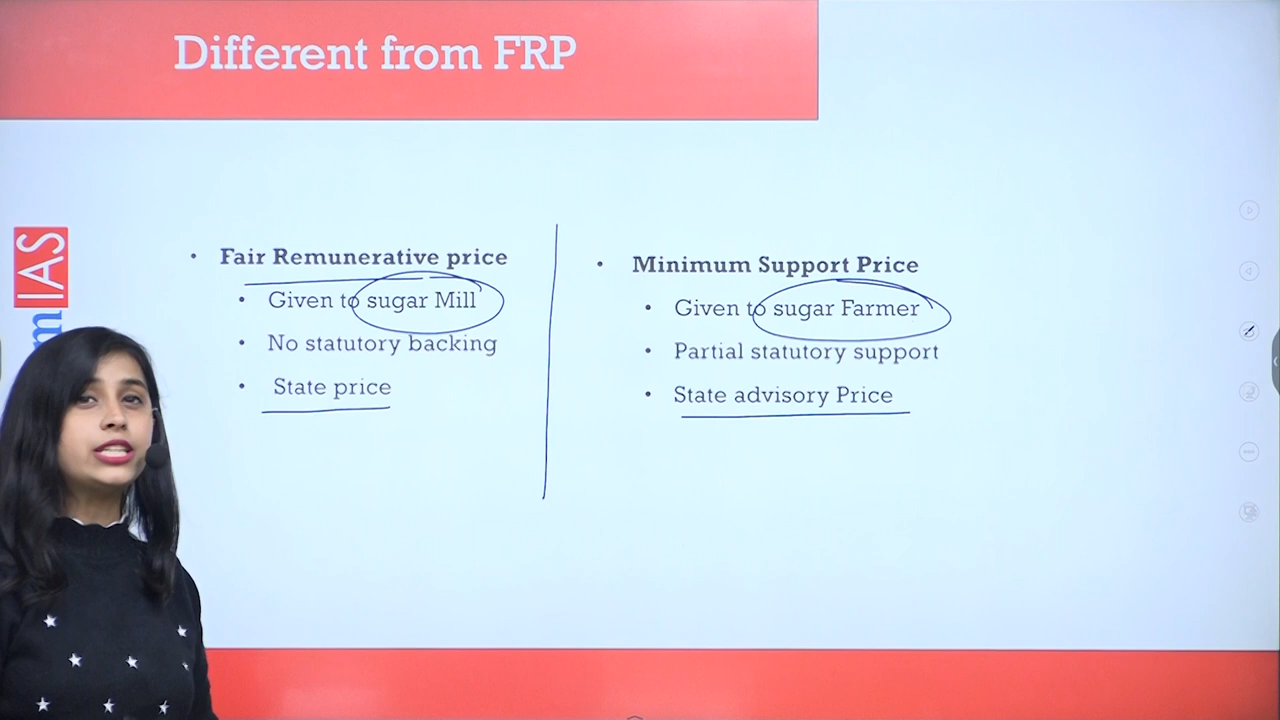 Different from FRP
Fair Remunerative price
Given to sugar Mill
No statutory backing
State price
Minimum Support Price
Given to sugar Farmer
Partial statutory support
State advisory Price
IAS
m